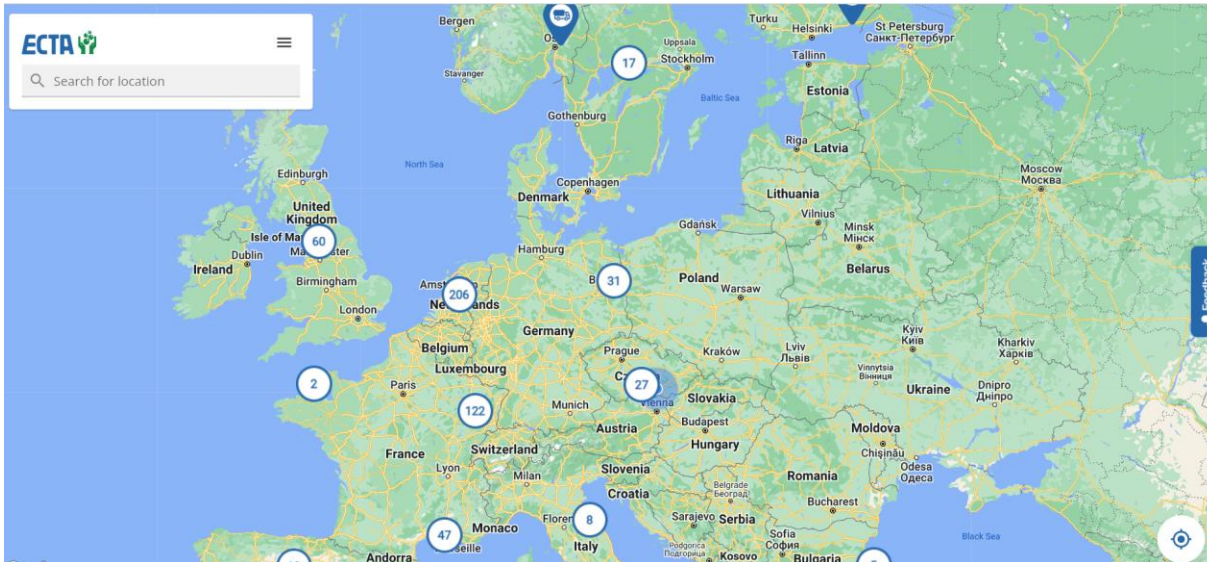 ECTA
Search for location
Bergen
Stavanger
Uppsala
Stockholm
17
Gothenburg
Turku
Helsinki
Tallinn
Estonia
St Petersburg
Санкт-Петербург
Baltic Sea
Riga
Latvia
Moscow
Москва
North Sea
Edinburgh
United
Kingdom
60
Dublin
Ireland
Birmingham
London
Copenhagen
Denmark
Lithuania
Vilnius
Minsk
Мінск
Belarus
Gdańsk
Hamburg
31
Poland
Warsaw
206
Germany
Belgium
Luxembourg
Feedback
Kyiv
Київ
Kharkiv
Харків
Prague
Kraków
Lviv
Львів
Vinnytsia
Вінниця
Ukraine
Dnipro
Дніпро
2
Paris
27
Vienna
Slovakia
122
Munich
Austria
Budapest
Hungary
Moldova
Chișinău
Odesa
Одеса
France
Switzerland
Lyon
Milan
Slovenia
Croatia
Romania
Bucharest
Belgrade
Београд
Serbia
Sarajevo
47
Monaco
8
Italy
Andorra
Podgorica
Подгорица
Kosovo
Sofia
София
Bulgaria
Black Sea